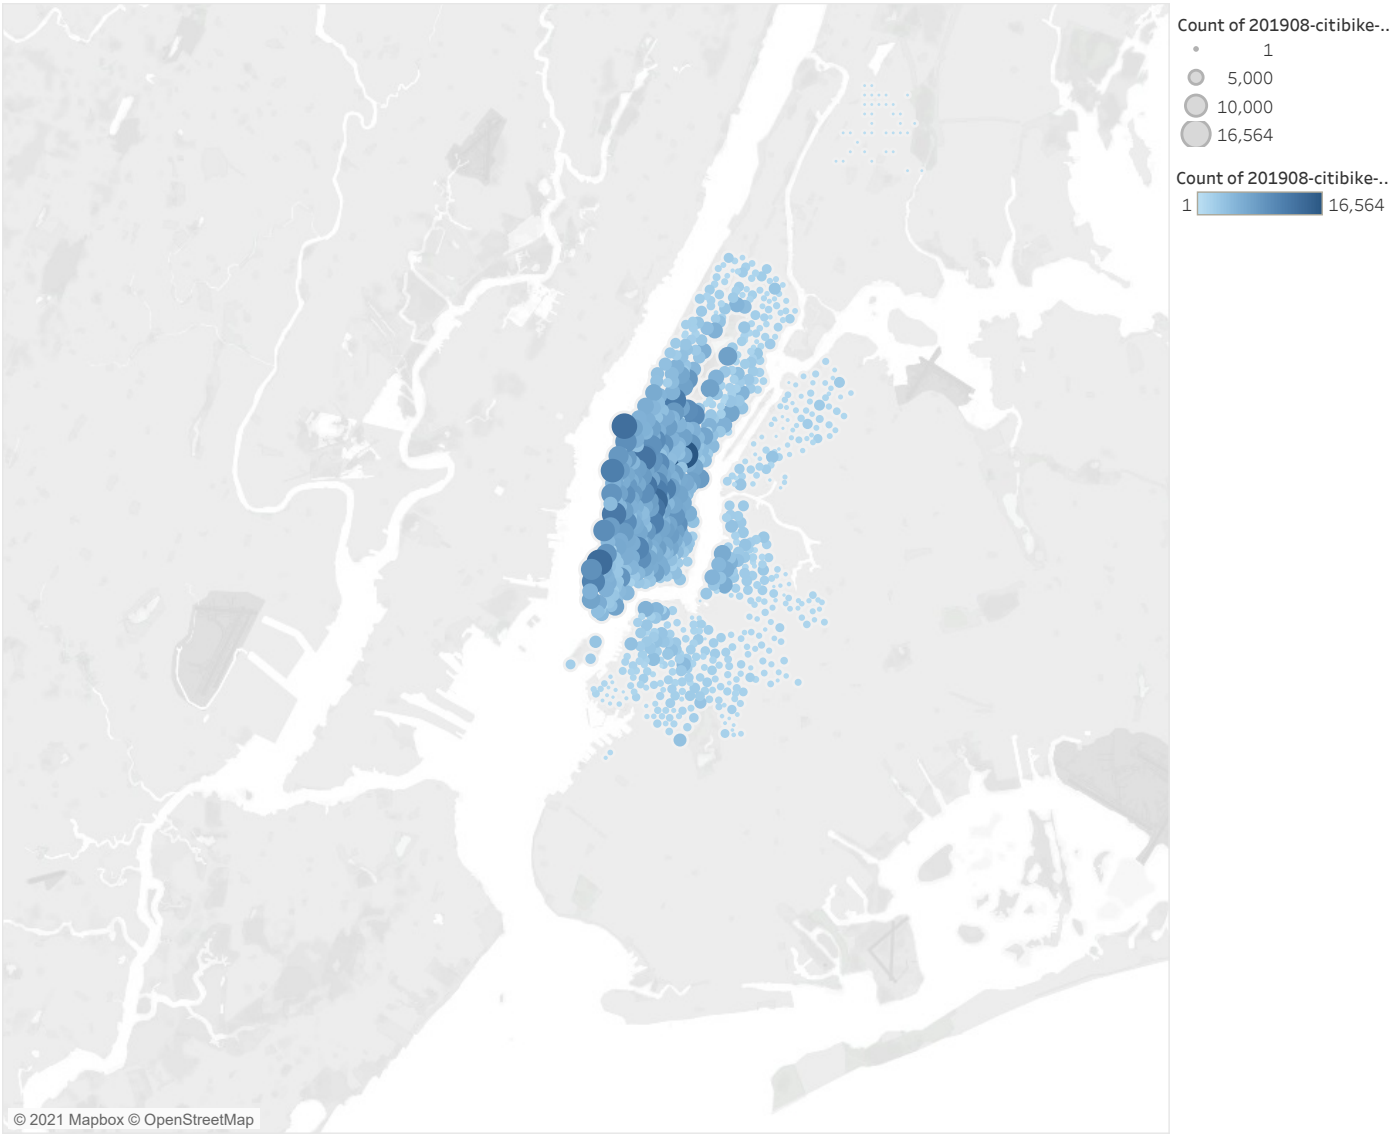 Count of 201908-citibike-..
1
5,000
10,000
16,564
Count of 201908-citibike-..
1 16,564
© 2021 Mapbox © OpenStreetMap